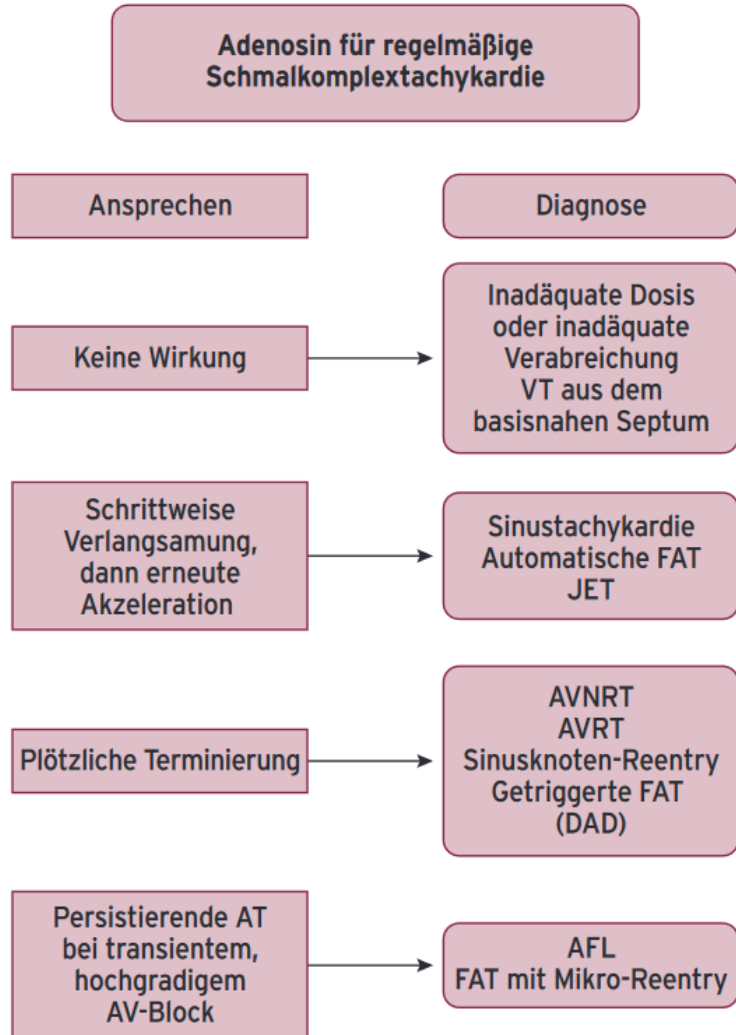 Adenosin für regelmäßige
Schmalkomplextachykardie
Ansprechen
Diagnose
Keine Wirkung
Inadäquate Dosis
oder inadäquate
Verabreichung
VT aus dem
basisnahen Septum
Schrittweise
Verlangsamung,
dann erneute
Akzeleration
Sinustachykardie
Automatische FAT
JET
Plötzliche Terminierung
AVNRT
AVRT
Sinusknoten-Reentry
Getriggerte FAT
(DAD)
Persistierende AT
bei transientem,
hochgradigem
AV-Block
AFL
FAT mit Mikro-Reentry